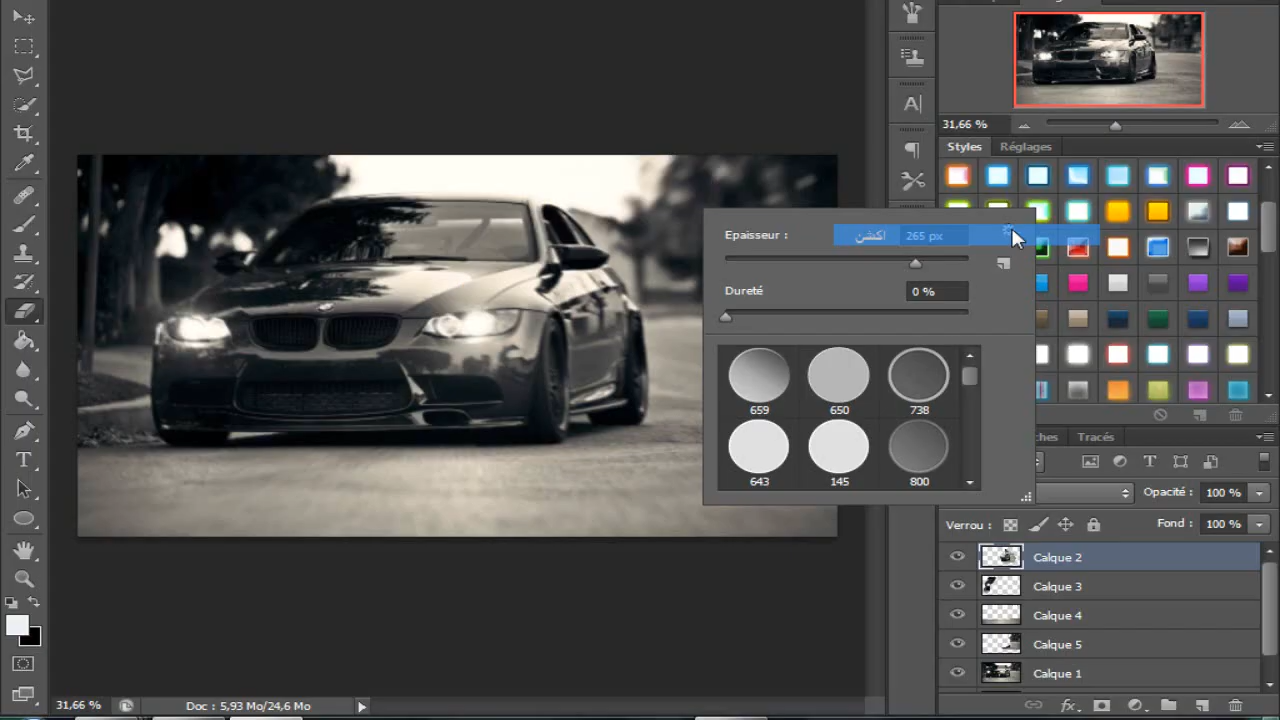 31,66 %
Styles
Réglages
Epaisseur :
اكشن
265 px
Dureté
0 %
659
650
738
643
145
800
ches
Tracés
Opacité :
100 %
Verrou :
Fond :
100 %
Calque 2
Calque 3
Calque 4
Calque 5
Calque 1
fx
31,66 %
Doc : 5,93 Mo/24,6 Mo